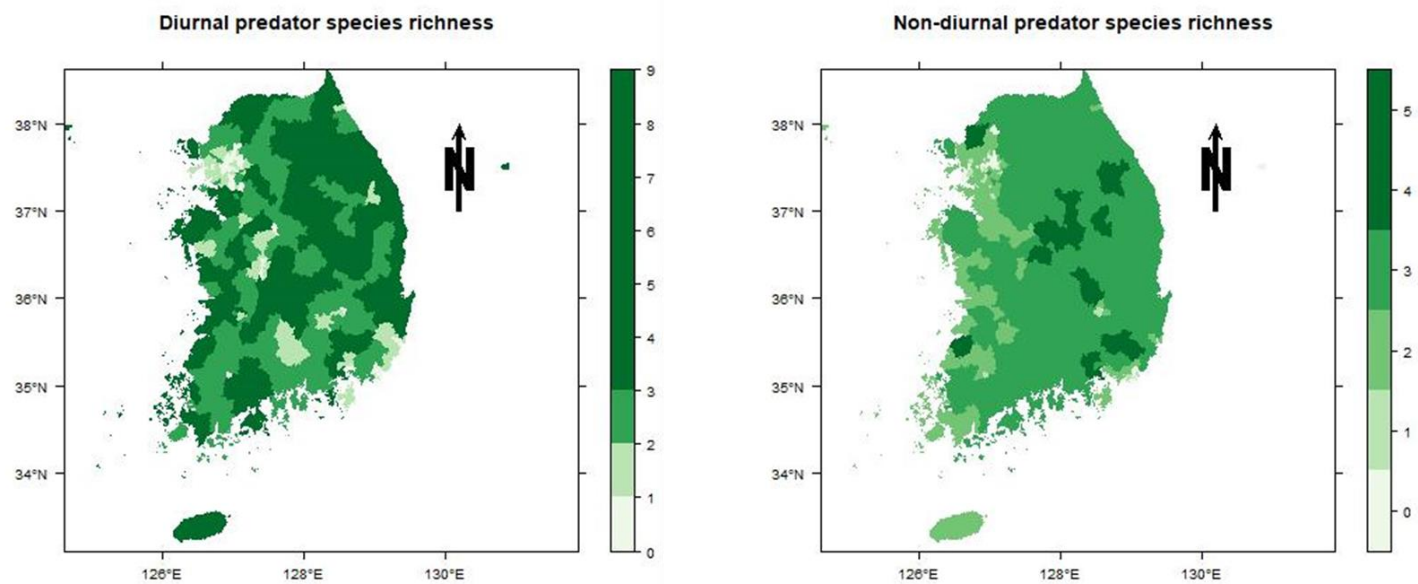 Diurnal predator species richness
Non-diurnal predator species richness
38°N
37°N
36°N
35°N
34°N
126°E
128°E
130°E
N
9
8
7
6
5
4
3
2
1
0
38°N
37°N
36°N
35°N
34°N
126°E
128°E
130°E
N
5
4
3
2
1
0